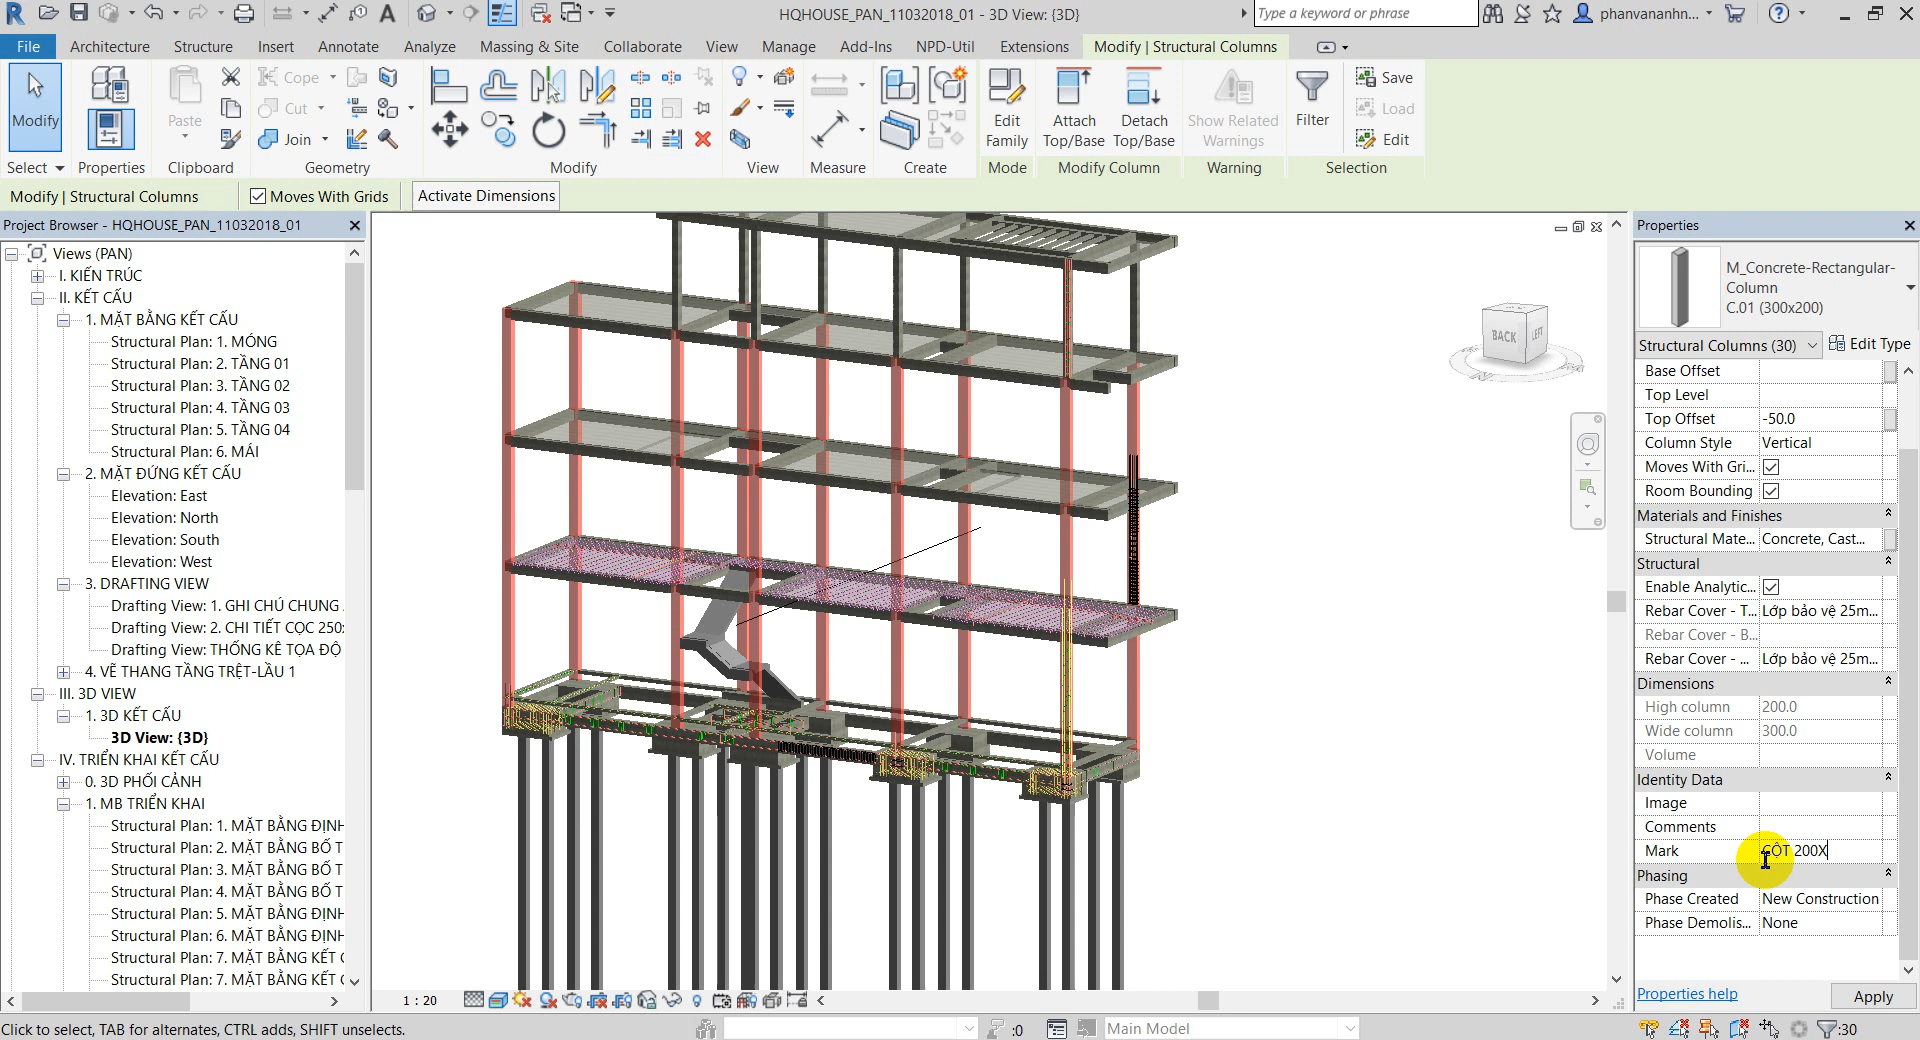 HQHOUSE_PAN_11032018_01 - 3D View: {3D}
Type a keyword or phrase
phanvananhn...
File Architecture Structure Insert Annotate Analyze Massing & Site Collaborate View Manage Add-Ins NPD-Util Extensions Modify | Structural Columns
Modify
Paste
Cope
Cut
Join
Edit Family
Attach Top/Base
Detach Top/Base
Show Related Warnings
Filter
Save
Load
Edit
Select Properties Clipboard Geometry Modify View Measure Create Mode Modify Column Warning Selection
Modify | Structural Columns
Moves With Grids
Activate Dimensions
Project Browser - HQHOUSE_PAN_11032018_01
Views (PAN)
I. KIẾN TRÚC
II. KẾT CẤU
1. MẶT BẰNG KẾT CẤU
Structural Plan: 1. MÓNG
Structural Plan: 2. TẦNG 01
Structural Plan: 3. TẦNG 02
Structural Plan: 4. TẦNG 03
Structural Plan: 5. TẦNG 04
Structural Plan: 6. MÁI
2. MẶT ĐỨNG KẾT CẤU
Elevation: East
Elevation: North
Elevation: South
Elevation: West
3. DRAFTING VIEW
Drafting View: 1. GHI CHÚ CHUNG
Drafting View: 2. CHI TIẾT CỌC 250
Drafting View: THỐNG KÊ TỌA ĐỘ
4. VẼ THANG TẦNG TRỆT-LẦU 1
III. 3D VIEW
1. 3D KẾT CẤU
3D View: {3D}
IV. TRIỂN KHAI KẾT CẤU
0. 3D PHỐI CẢNH
1. MB TRIỂN KHAI
Structural Plan: 1. MẶT BẰNG ĐỊNH
Structural Plan: 2. MẶT BẰNG BỐ T
Structural Plan: 3. MẶT BẰNG BỐ T
Structural Plan: 4. MẶT BẰNG BỐ T
Structural Plan: 5. MẶT BẰNG ĐỊNH
Structural Plan: 6. MẶT BẰNG ĐỊNH
Structural Plan: 7. MẶT BẰNG KẾT
Structural Plan: 7. MẶT BẰNG KẾT
BACK
LEFT
1 : 20
Properties
M_Concrete-Rectangular-
Column
C.01 (300x200)
Structural Columns (30)
Edit Type
Base Offset
Top Level
Top Offset -50.0
Column Style Vertical
Moves With Gri...
Room Bounding
Materials and Finishes
Structural Mate... Concrete, Cast...
Structural
Enable Analytic...
Rebar Cover - T... Lớp bảo vệ 25m...
Rebar Cover - B...
Rebar Cover - ... Lớp bảo vệ 25m...
Dimensions
High column 200.0
Wide column 300.0
Volume
Identity Data
Image
Comments
Mark CỘT 200X
Phasing
Phase Created New Construction
Phase Demolis... None
Properties help
Apply
Click to select, TAB for alternates, CTRL adds, SHIFT unselects.
:0
Main Model
:30